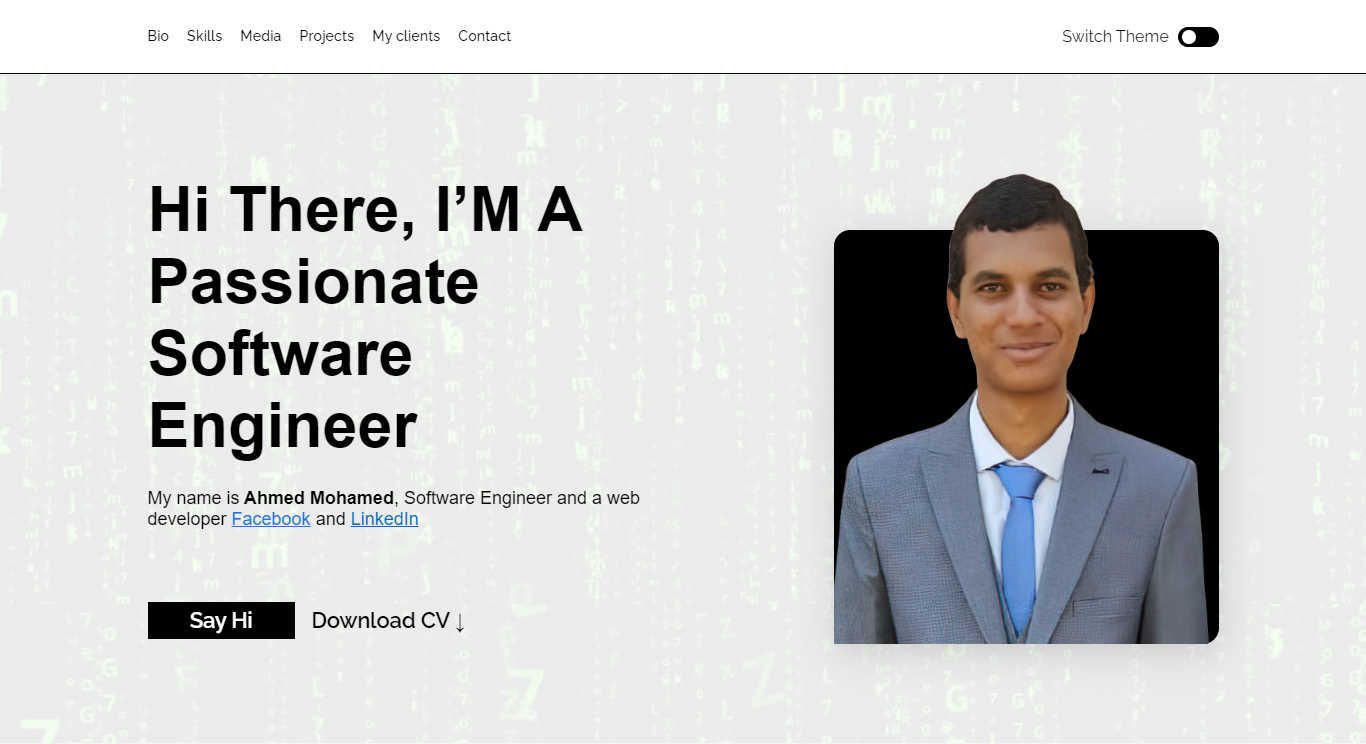 Bio Skills Media Projects My clients Contact Switch Theme
Hi There, I’M A
Passionate
Software
Engineer
My name is Ahmed Mohamed, Software Engineer and a web
developer Facebook and LinkedIn
Say Hi Download CV ↓